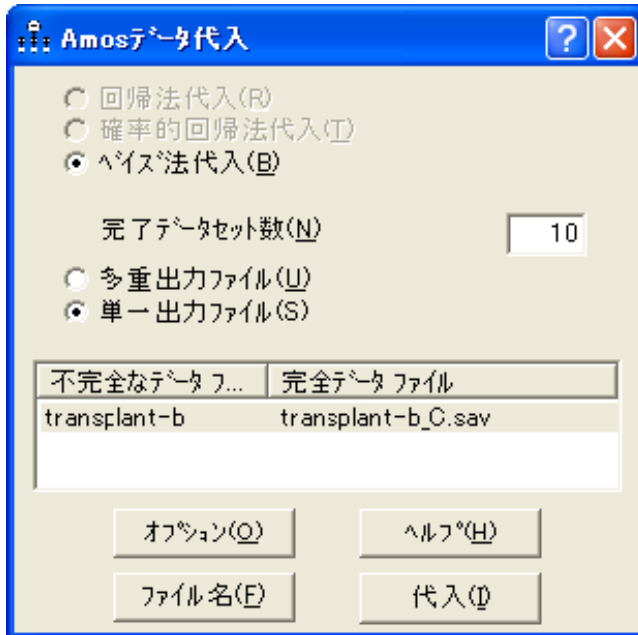 Amosﾃﾞｰﾀ代入
回帰法代入(R)
確率的回帰法代入(T)
ﾍﾞｲｽﾞ法代入(B)
完了ﾃﾞｰﾀｾｯﾄ数(N) 10
多重出力ﾌｧｲﾙ(U)
単一出力ﾌｧｲﾙ(S)
不完全なﾃﾞｰﾀ ﾌ... 完全ﾃﾞｰﾀ ﾌｧｲﾙ
transplant-b transplant-b_C.sav
ｵﾌﾟｼｮﾝ(O) ﾍﾙﾌﾟ(H)
ﾌｧｲﾙ名(F) 代入(I)